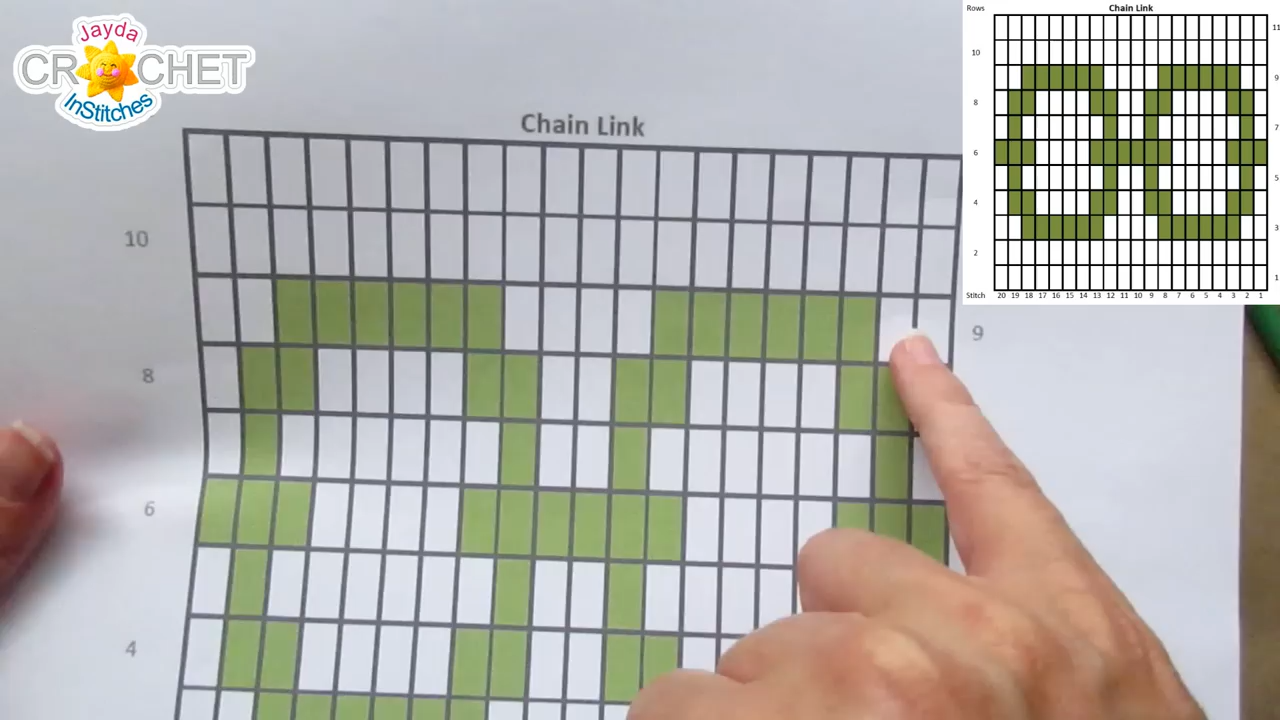 Jayda
CROCHET
InStitches
Chain Link
10
8
6
4
9
Rows
Chain Link
11
10
9
8
7
6
5
4
3
2
1
Stitch 20 19 18 17 16 15 14 13 12 11 10 9 8 7 6 5 4 3 2 1